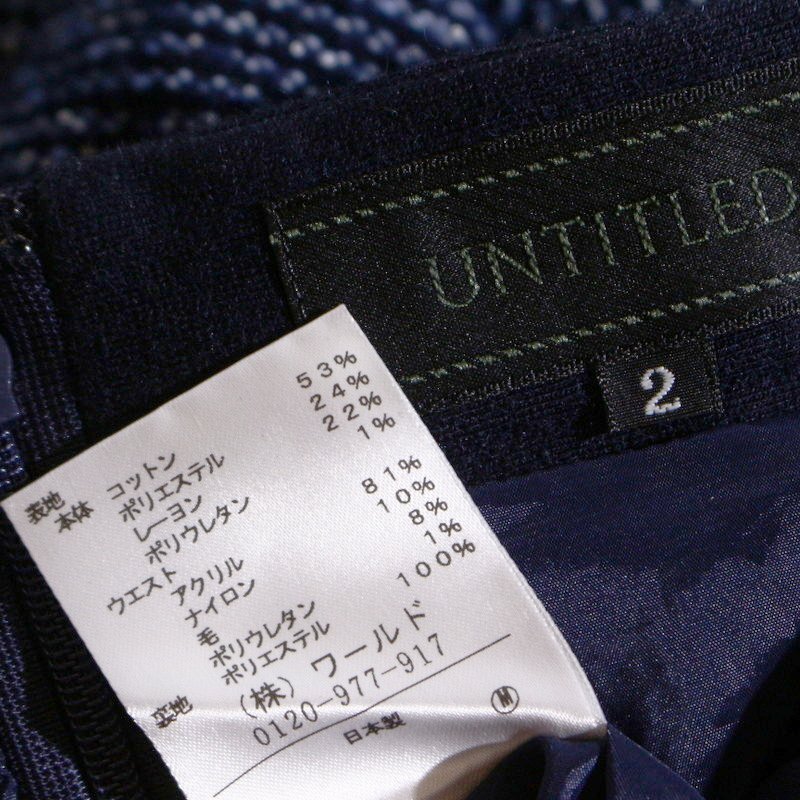 UNTITLED
2
表地
本体 コットン 53%
ポリエステル 24%
レーヨン 22%
ポリウレタン 1%
ウエスト
アクリル 81%
ナイロン 10%
毛 8%
ポリウレタン 1%
裏地 ポリエステル 100%
(株) ワールド
0120-977-917
日本製
M